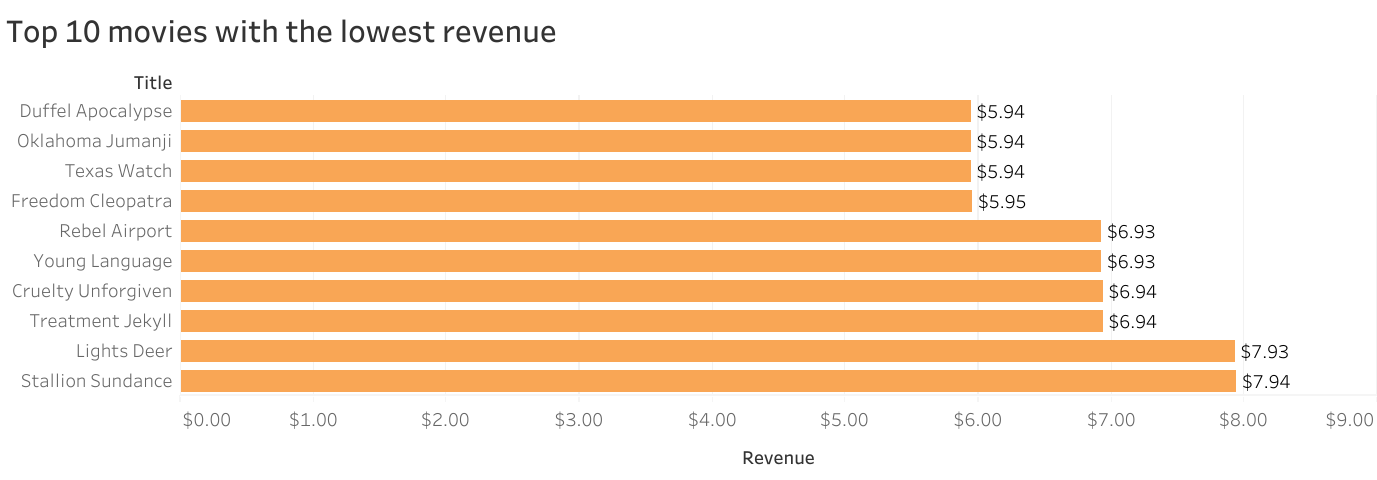 Top 10 movies with the lowest revenue
Title
Duffel Apocalypse $5.94
Oklahoma Jumanji $5.94
Texas Watch $5.94
Freedom Cleopatra $5.95
Rebel Airport $6.93
Young Language $6.93
Cruelty Unforgiven $6.94
Treatment Jekyll $6.94
Lights Deer $7.93
Stallion Sundance $7.94
$0.00 $1.00 $2.00 $3.00 $4.00 $5.00 $6.00 $7.00 $8.00 $9.00
Revenue